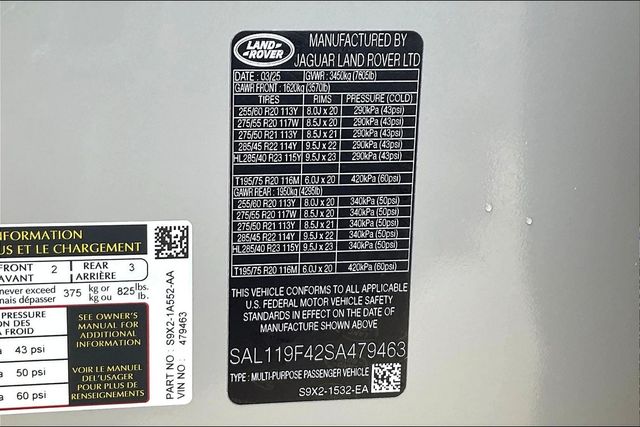 LAND ROVER
MANUFACTURED BY
JAGUAR LAND ROVER LTD
DATE : 03/25 GVWR : 3450kg (7605lb)
GAWR FRONT : 1620kg (3570lb)
TIRES RIMS PRESSURE (COLD)
255/60 R20 113Y 8.0J x 20 290kPa (43psi)
275/55 R20 117W 8.5J x 20 290kPa (43psi)
275/50 R21 113Y 8.5J x 21 290kPa (43psi)
285/45 R22 114Y 9.5J x 22 290kPa (43psi)
HL285/40 R23 115Y 9.5J x 23 290kPa (43psi)
T195/75 R20 116M 6.0J x 20 420kPa (60psi)
GAWR REAR : 1950kg (4295lb)
255/60 R20 113Y 8.0J x 20 340kPa (50psi)
275/55 R20 117W 8.5J x 20 340kPa (50psi)
275/50 R21 113Y 8.5J x 21 340kPa (50psi)
285/45 R22 114Y 9.5J x 22 340kPa (50psi)
HL285/40 R23 115Y 9.5J x 23 340kPa (50psi)
T195/75 R20 116M 6.0J x 20 420kPa (60psi)
THIS VEHICLE CONFORMS TO ALL APPLICABLE
U.S. FEDERAL MOTOR VEHICLE SAFETY
STANDARDS IN EFFECT ON THE DATE OF
MANUFACTURE SHOWN ABOVE
SAL119F42SA479463
TYPE : MULTI-PURPOSE PASSENGER VEHICLE
S9X2-1532-EA
INFORMATION
US ET LE CHARGEMENT
FRONT 2 REAR 3
AVANT ARRIÈRE
never exceed 375 kg or 825 lbs.
mais dépasser kg ou lb.
PRESSURE
ON DES
A FROID
43 psi
50 psi
60 psi
SEE OWNER'S
MANUAL FOR
ADDITIONAL
INFORMATION
VOIR LE MANUEL
DEL'USAGER
POUR PLUS DE
RENSEIGNEMENTS
PART NO : S9X2-1A552-AA
VIN NO : 479463